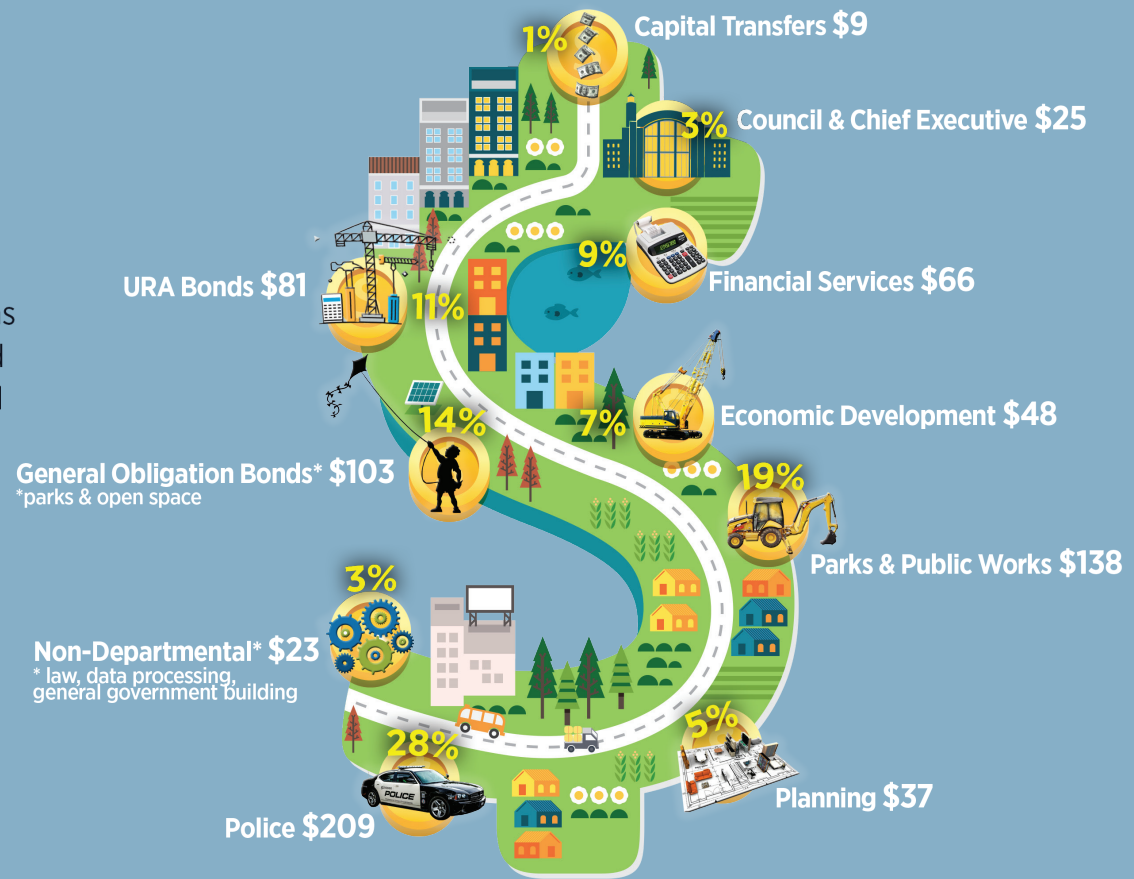 1%
Capital Transfers $9
3%
Council & Chief Executive $25
9%
Financial Services $66
URA Bonds $81
11%
7%
Economic Development $48
14%
General Obligation Bonds* $103
*parks & open space
19%
Parks & Public Works $138
3%
Non-Departmental* $23
* law, data processing,
general government building
5%
Planning $37
28%
POLICE
Police $209